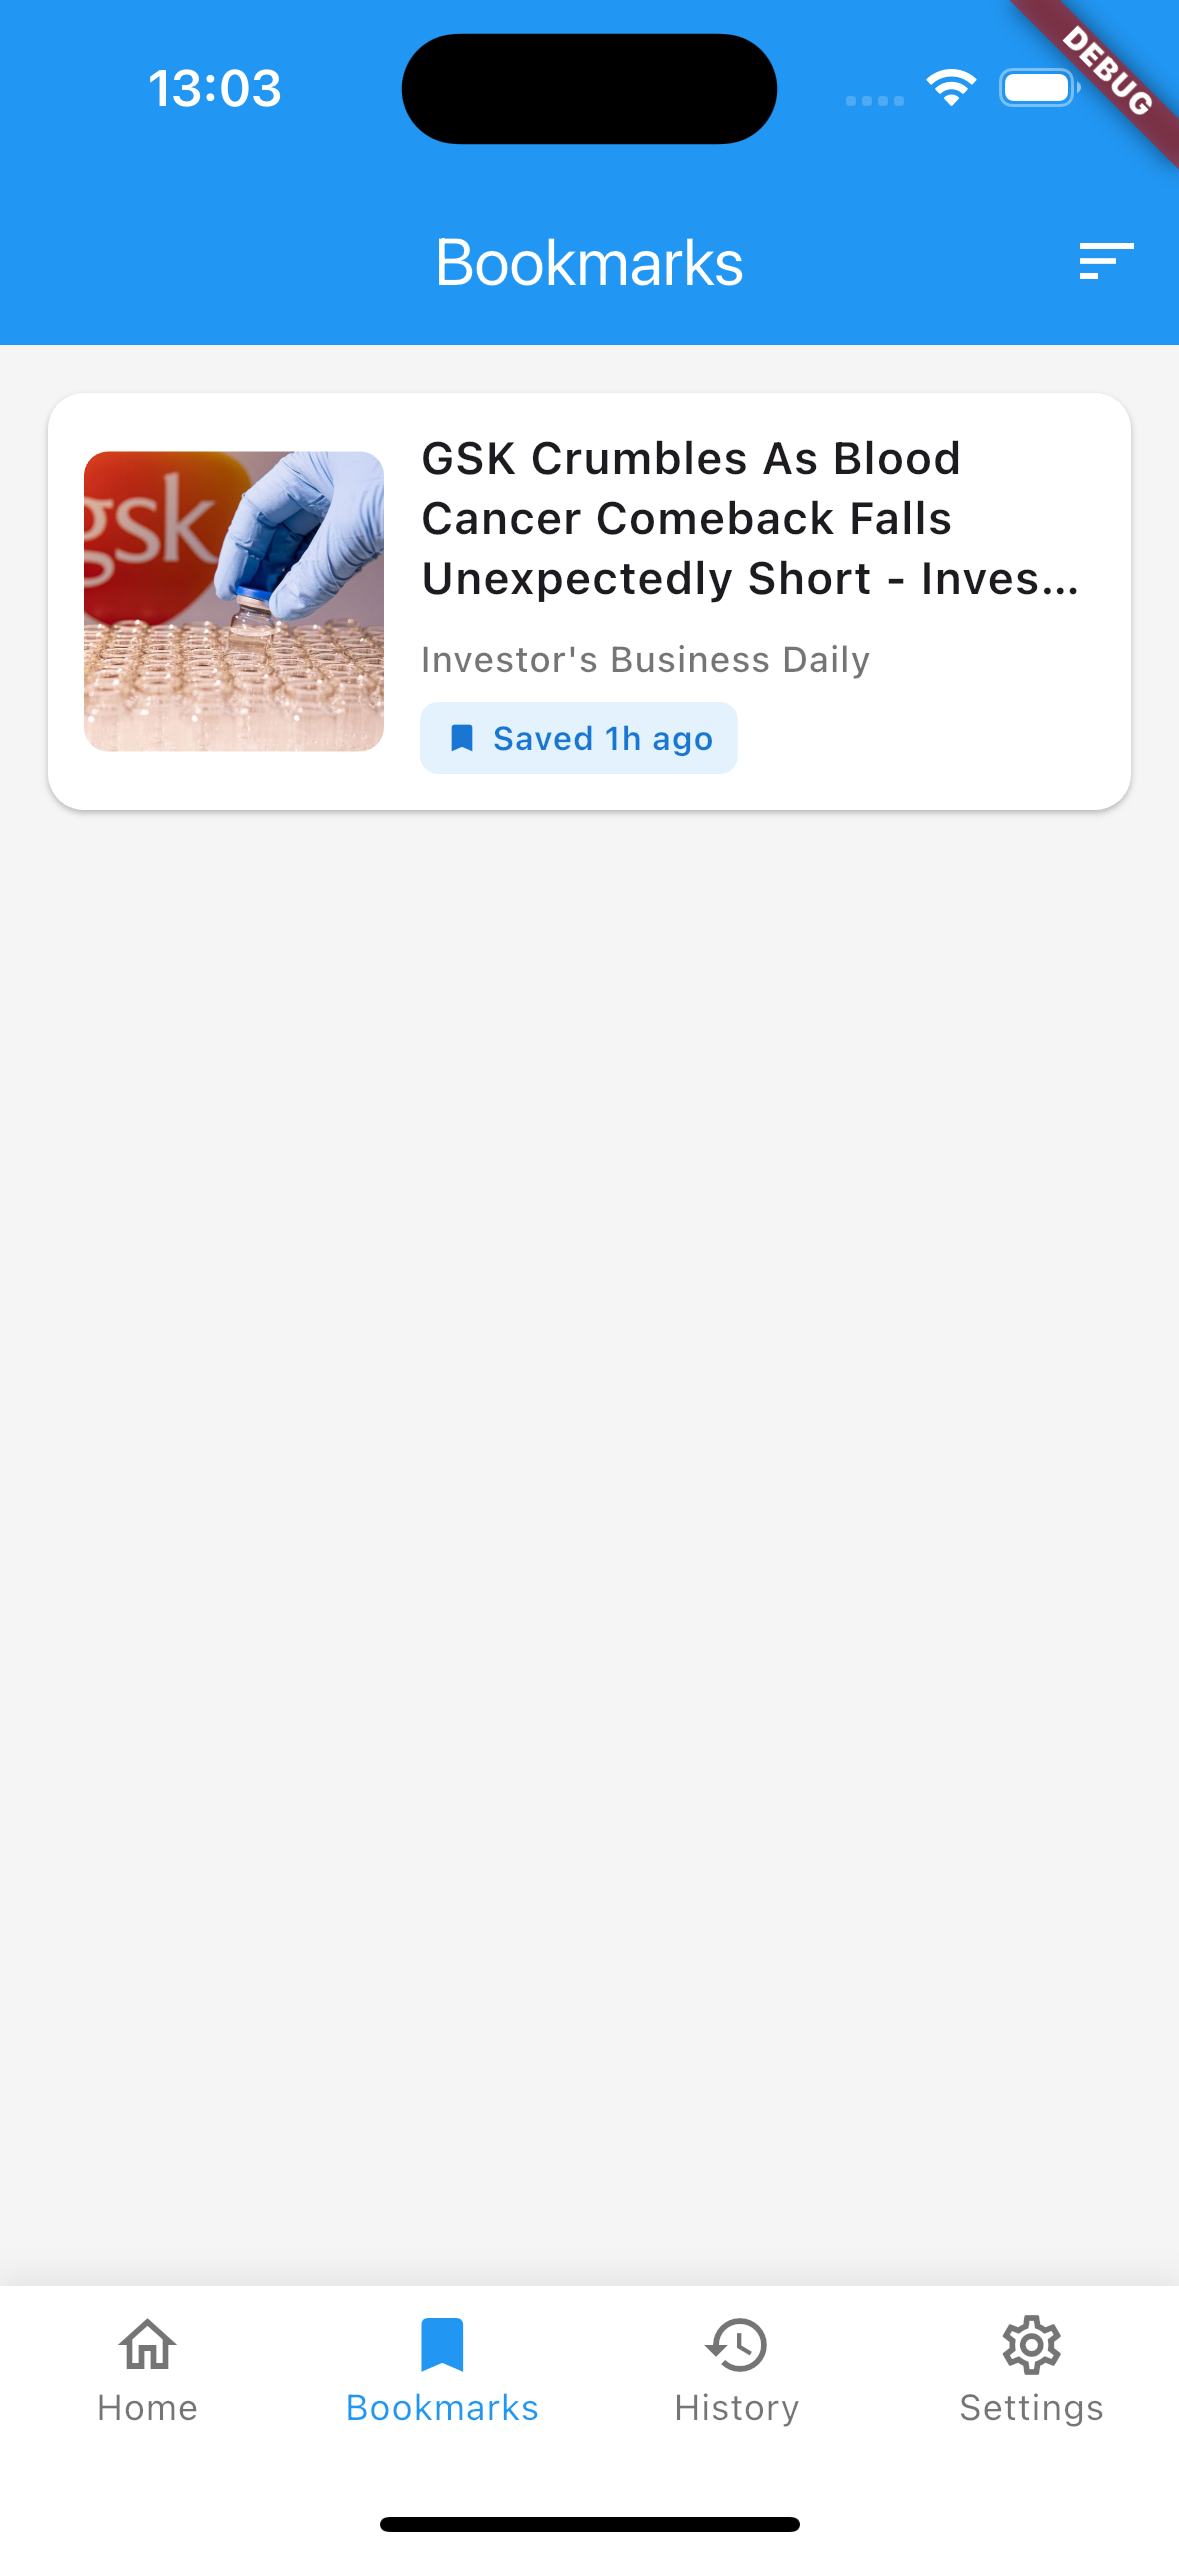 13:03
DEBUG
Bookmarks
gsk
GSK Crumbles As Blood
Cancer Comeback Falls
Unexpectedly Short - Inves...
Investor's Business Daily
Saved 1h ago
Home
Bookmarks
History
Settings